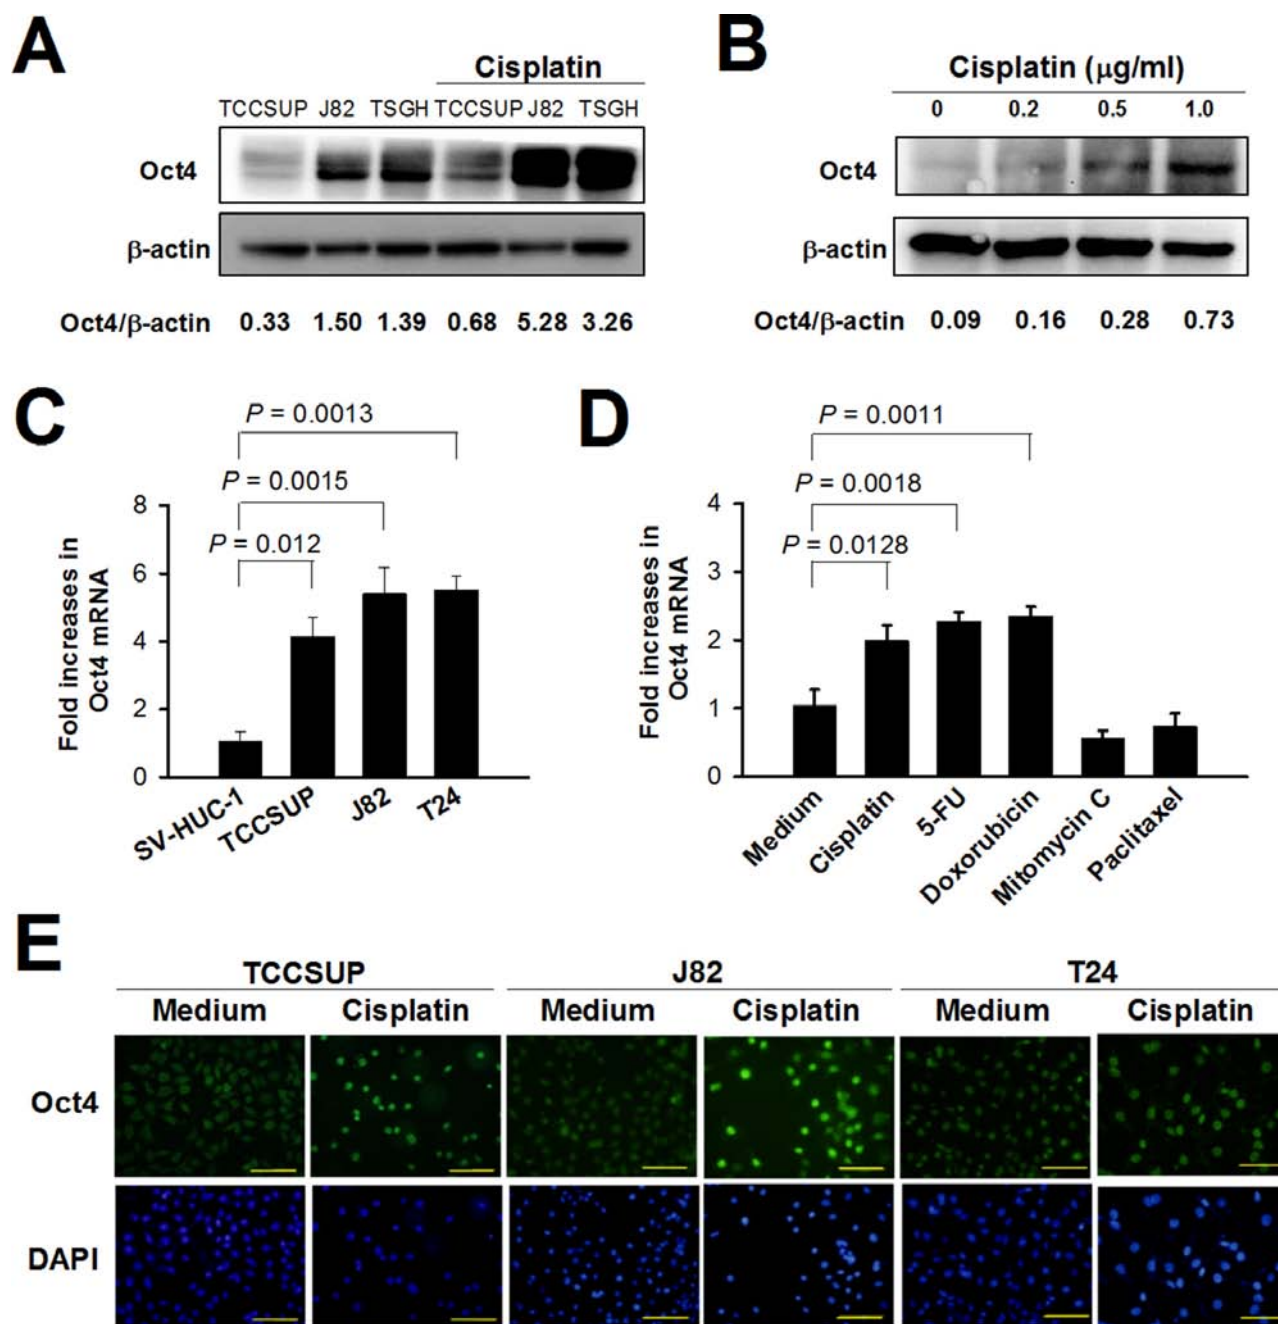 A
Cisplatin
TCCSUP J82 TSGH TCCSUP J82 TSGH
Oct4
β-actin
Oct4/β-actin 0.33 1.50 1.39 0.68 5.28 3.26
B
Cisplatin (μg/ml)
0 0.2 0.5 1.0
Oct4
β-actin
Oct4/β-actin 0.09 0.16 0.28 0.73
C
P = 0.0013
P = 0.0015
P = 0.012
Fold increases in
Oct4 mRNA
8
6
4
2
0
SV-HUC-1
TCCSUP
J82
T24
D
P = 0.0011
P = 0.0018
P = 0.0128
Fold increases in
Oct4 mRNA
4
3
2
1
0
Medium
Cisplatin
5-FU
Doxorubicin
Mitomycin C
Paclitaxel
E
TCCSUP J82 T24
Medium Cisplatin Medium Cisplatin Medium Cisplatin
Oct4
DAPI